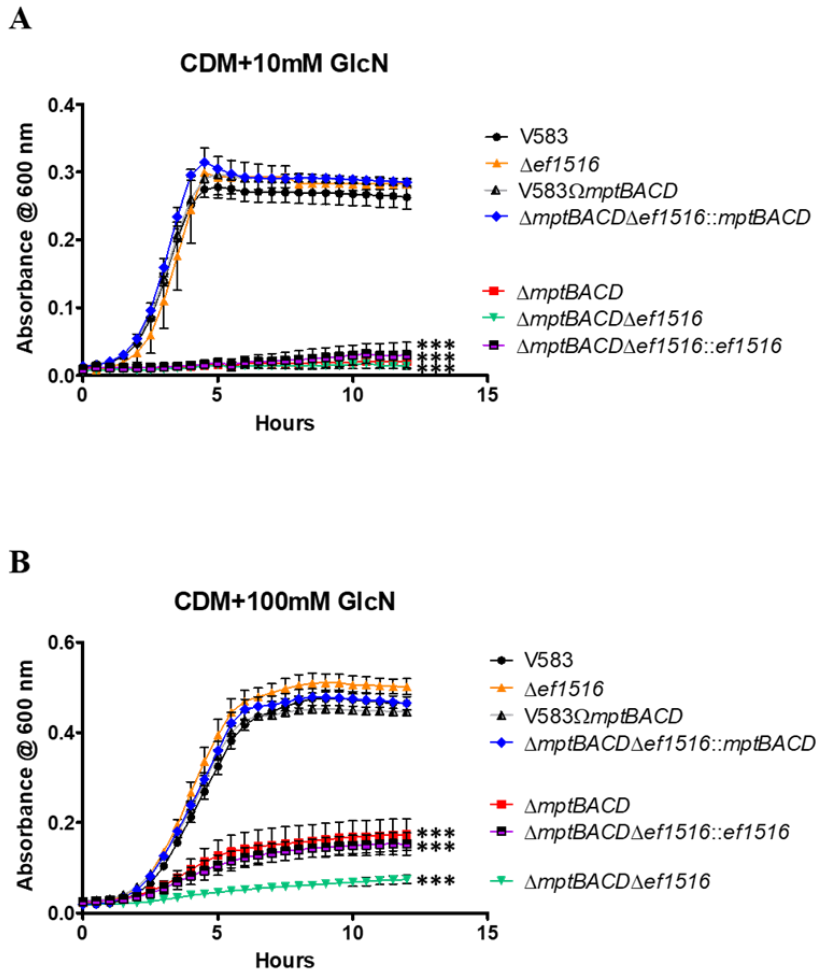 A
CDM+10mM GlcN
Absorbance @ 600 nm
0.4
0.3
0.2
0.1
0.0
0
5
10
15
Hours
V583
Δef1516
V583ΩmptBACD
ΔmptBACDΔef1516::mptBACD
ΔmptBACD
ΔmptBACDΔef1516
ΔmptBACDΔef1516::ef1516
***
***
***
B
CDM+100mM GlcN
Absorbance @ 600 nm
0.6
0.4
0.2
0.0
0
5
10
15
Hours
V583
Δef1516
V583ΩmptBACD
ΔmptBACDΔef1516::mptBACD
ΔmptBACD
ΔmptBACDΔef1516::ef1516
ΔmptBACDΔef1516
***
***
***